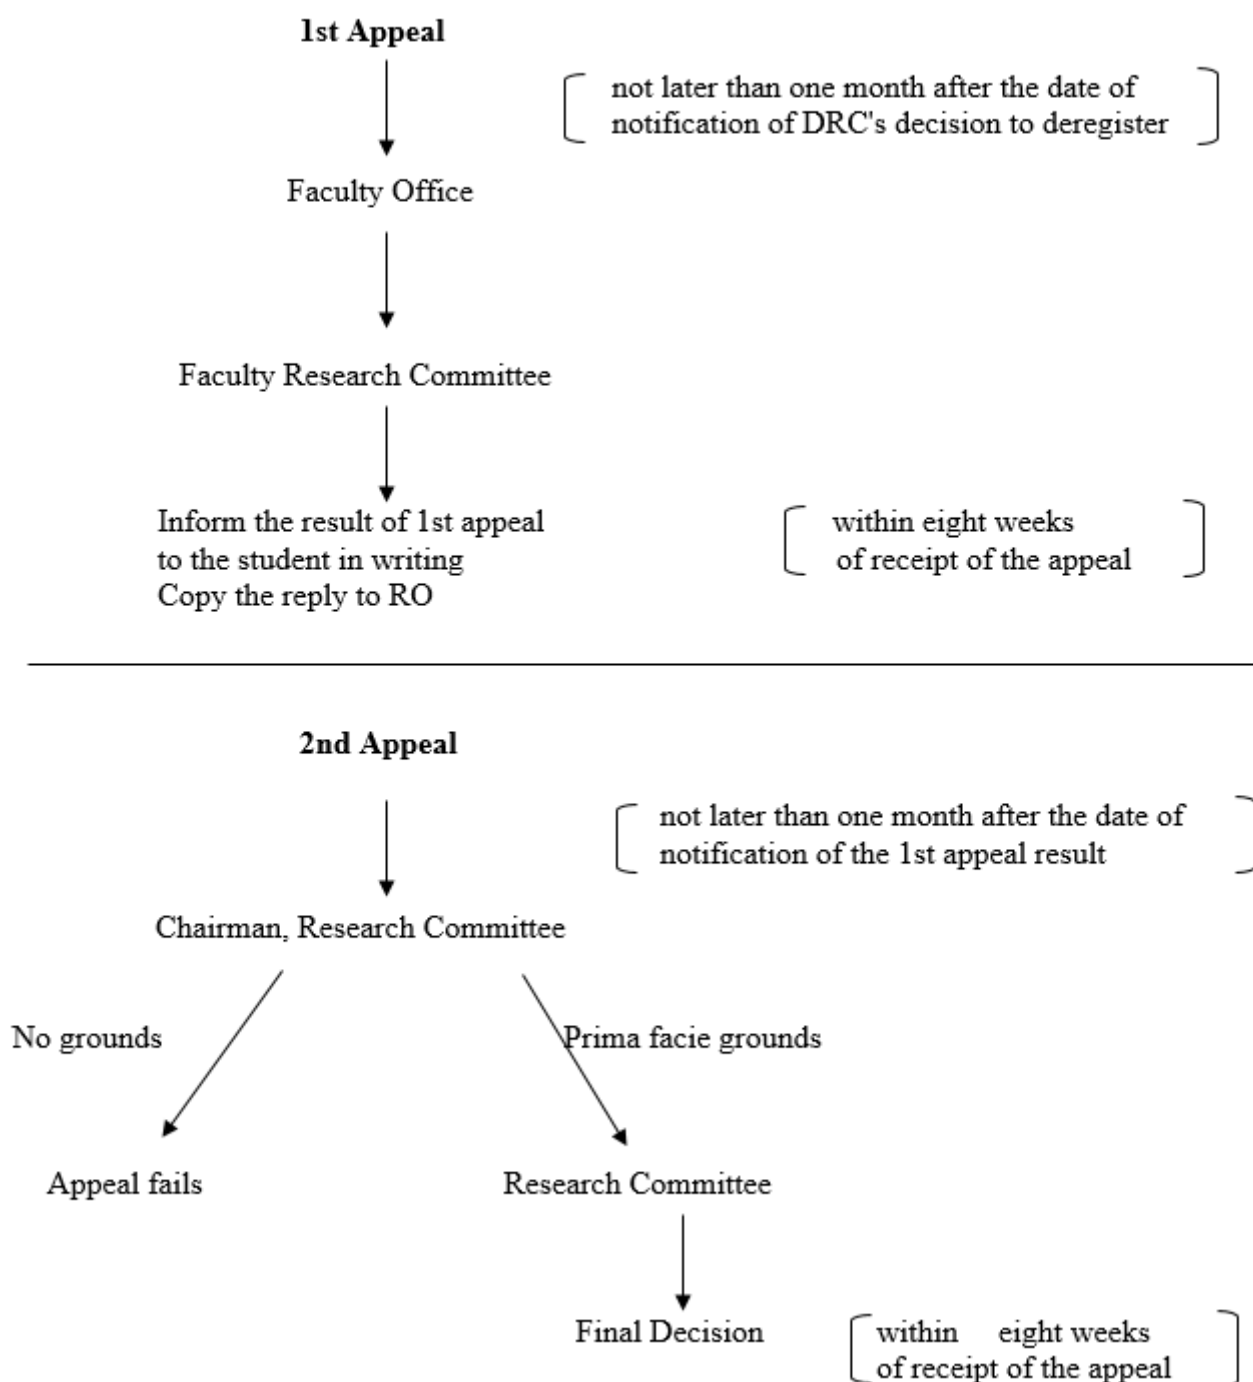 1st Appeal
not later than one month after the date of
notification of DRC's decision to deregister
Faculty Office
Faculty Research Committee
Inform the result of 1st appeal
to the student in writing
Copy the reply to RO
within eight weeks
of receipt of the appeal
2nd Appeal
not later than one month after the date of
notification of the 1st appeal result
Chairman, Research Committee
No grounds
Prima facie grounds
Appeal fails
Research Committee
Final Decision
within eight weeks
of receipt of the appeal